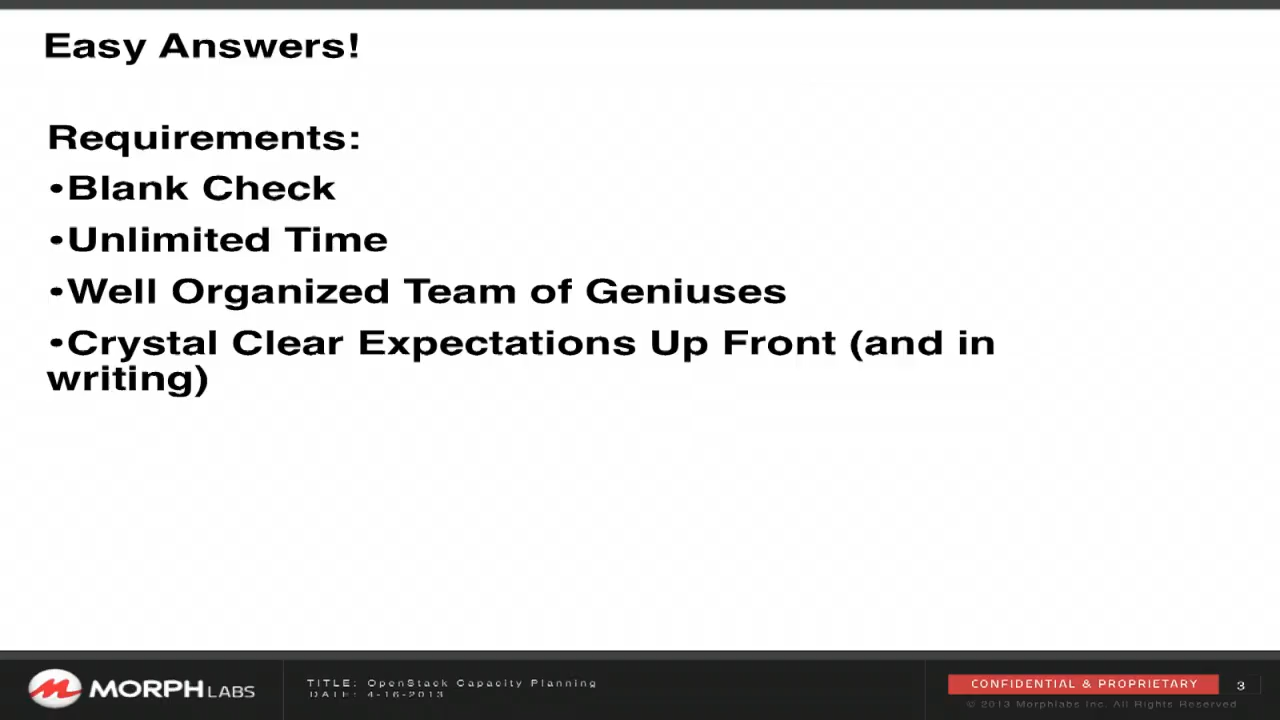 Easy Answers!
Requirements:
•Blank Check
•Unlimited Time
•Well Organized Team of Geniuses
•Crystal Clear Expectations Up Front (and in
writing)
MORPH LABS
TITLE: OpenStack Capacity Planning
DATE: 4-16-2013
CONFIDENTIAL & PROPRIETARY
3
© 2013 Morphlabs Inc. All Rights Reserved